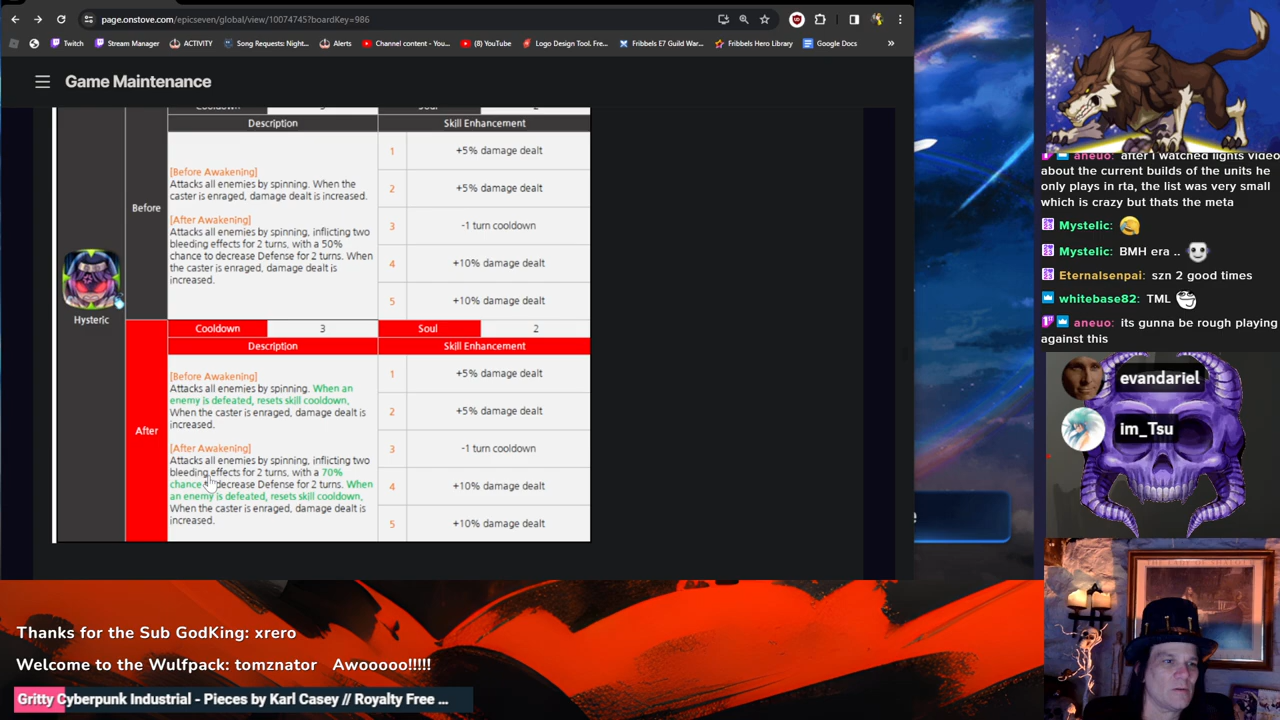 page.onstove.com/epicseven/global/view/10074745?boardKey=986
Twitch
Stream Manager
ACTIVITY
Song Requests: Night...
Alerts
Channel content - You...
(8) YouTube
Logo Design Tool. Fre...
Fribbels E7 Guild War...
Fribbels Hero Library
Google Docs
»
Game Maintenance
Cooldown
Soul
Description
Skill Enhancement
Hysteric
Before
[Before Awakening]
Attacks all enemies by spinning. When the
caster is enraged, damage dealt is increased.
[After Awakening]
Attacks all enemies by spinning, inflicting two
bleeding effects for 2 turns, with a 50%
chance to decrease Defense for 2 turns. When
the caster is enraged, damage dealt is
increased.
1 +5% damage dealt
2 +5% damage dealt
3 -1 turn cooldown
4 +10% damage dealt
5 +10% damage dealt
After
Cooldown 3 Soul 2
Description
Skill Enhancement
[Before Awakening]
Attacks all enemies by spinning. When an
enemy is defeated, resets skill cooldown.
When the caster is enraged, damage dealt is
increased.
[After Awakening]
Attacks all enemies by spinning, inflicting two
bleeding effects for 2 turns, with a 70%
chance to decrease Defense for 2 turns. When
an enemy is defeated, resets skill cooldown.
When the caster is enraged, damage dealt is
increased.
1 +5% damage dealt
2 +5% damage dealt
3 -1 turn cooldown
4 +10% damage dealt
5 +10% damage dealt
aneuo: after I watched lights video
about the current builds of the units he
only plays in rta, the list was very small
which is crazy but thats the meta
Mystelic:
Mystelic: BMH era ..
Eternalsenpai: szn 2 good times
whitebase82: TML
aneuo: its gunna be rough playing
against this
evandariel
im_Tsu
Thanks for the Sub GodKing: xrero
Welcome to the Wulfpack: tomznator Awooooo!!!!!
Gritty Cyberpunk Industrial - Pieces by Karl Casey // Royalty Free ...